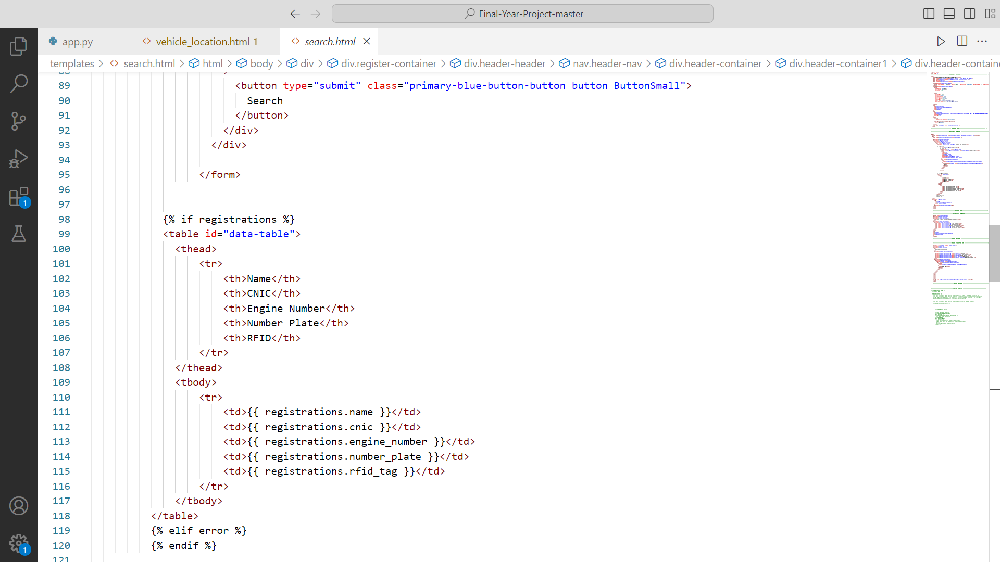 Final-Year-Project-master
app.py
vehicle_location.html 1
search.html
templates > search.html > html > body > div > div.register-container > div.header-header > nav.header-nav > div.header-container > div.header-container1 > div.header-contain
88
89 <button type="submit" class="primary-blue-button-button button ButtonSmall">
90 Search
91 </button>
92 </div>
93 </div>
94
95 </form>
96
97
98 {% if registrations %}
99 <table id="data-table">
100 <thead>
101 <tr>
102 <th>Name</th>
103 <th>CNIC</th>
104 <th>Engine Number</th>
105 <th>Number Plate</th>
106 <th>RFID</th>
107 </tr>
108 </thead>
109 <tbody>
110 <tr>
111 <td>{{ registrations.name }}</td>
112 <td>{{ registrations.cnic }}</td>
113 <td>{{ registrations.engine_number }}</td>
114 <td>{{ registrations.number_plate }}</td>
115 <td>{{ registrations.rfid_tag }}</td>
116 </tr>
117 </tbody>
118 </table>
119 {% elif error %}
120 {% endif %}
121
1
1